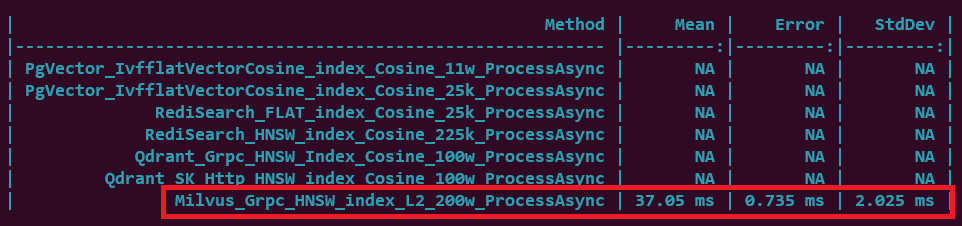 | Method | Mean | Error | StdDev |
|----------------------------------------------------------- |---------:|---------:|---------:|
| PgVector_IvfflatVectorCosine_index_Cosine_11w_ProcessAsync | NA | NA | NA |
| PgVector_IvfflatVectorCosine_index_Cosine_25k_ProcessAsync | NA | NA | NA |
| RediSearch_FLAT_index_Cosine_25k_ProcessAsync | NA | NA | NA |
| RediSearch_HNSW_index_Cosine_225k_ProcessAsync | NA | NA | NA |
| Qdrant_Grpc_HNSW_Index_Cosine_100w_ProcessAsync | NA | NA | NA |
| Qdrant_SK_Http_HNSW_index_Cosine_100w_ProcessAsync | NA | NA | NA |
| Milvus_Grpc_HNSW_index_L2_200w_ProcessAsync | 37.05 ms | 0.735 ms | 2.025 ms |